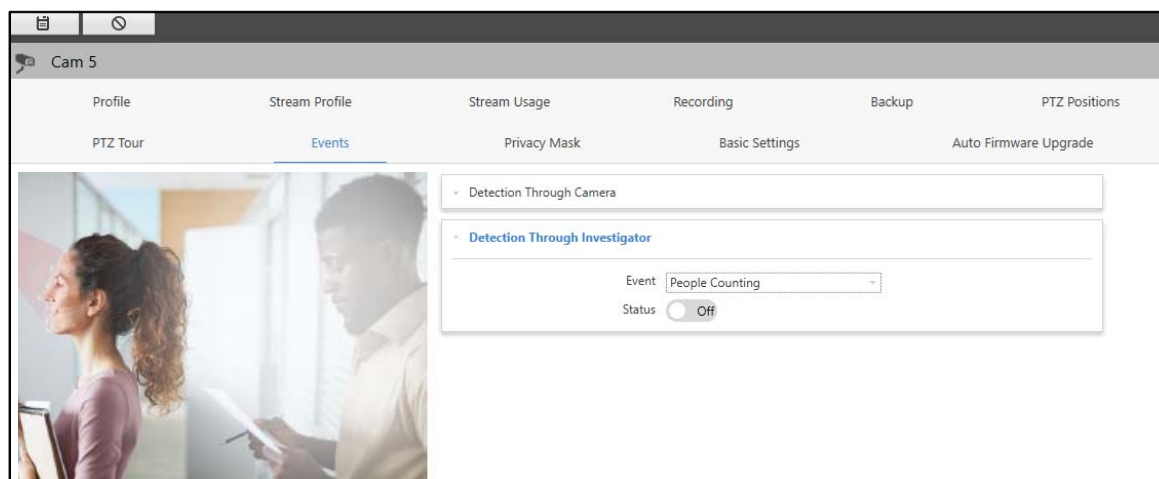 Cam 5
Profile Stream Profile Stream Usage Recording Backup PTZ Positions
PTZ Tour Events Privacy Mask Basic Settings Auto Firmware Upgrade
Detection Through Camera
Detection Through Investigator
Event People Counting
Status Off